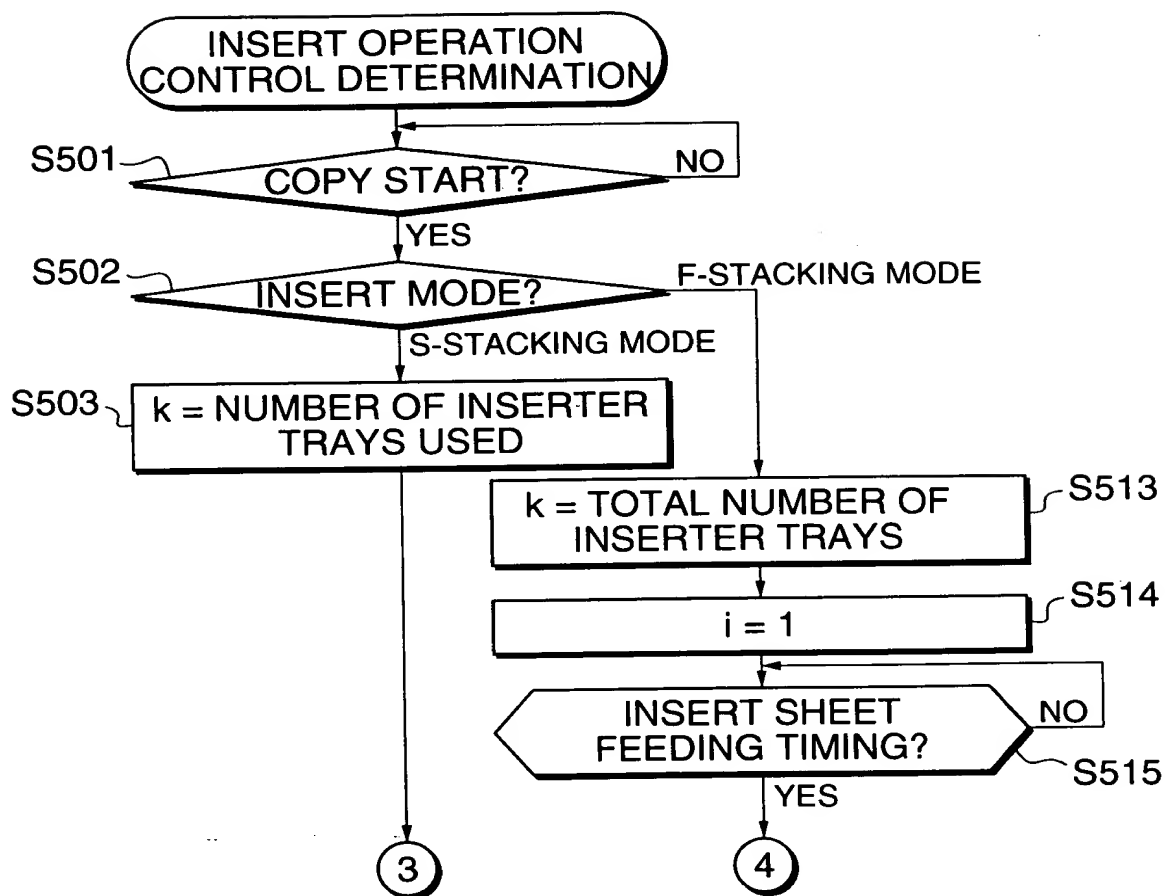 INSERT OPERATION
CONTROL DETERMINATION
S501
COPY START?
NO
YES
S502
INSERT MODE?
F-STACKING MODE
S-STACKING MODE
S503
k = NUMBER OF INSERTER
TRAYS USED
k = TOTAL NUMBER OF
INSERTER TRAYS
S513
i = 1
S514
INSERT SHEET
FEEDING TIMING?
NO
S515
YES
3
4